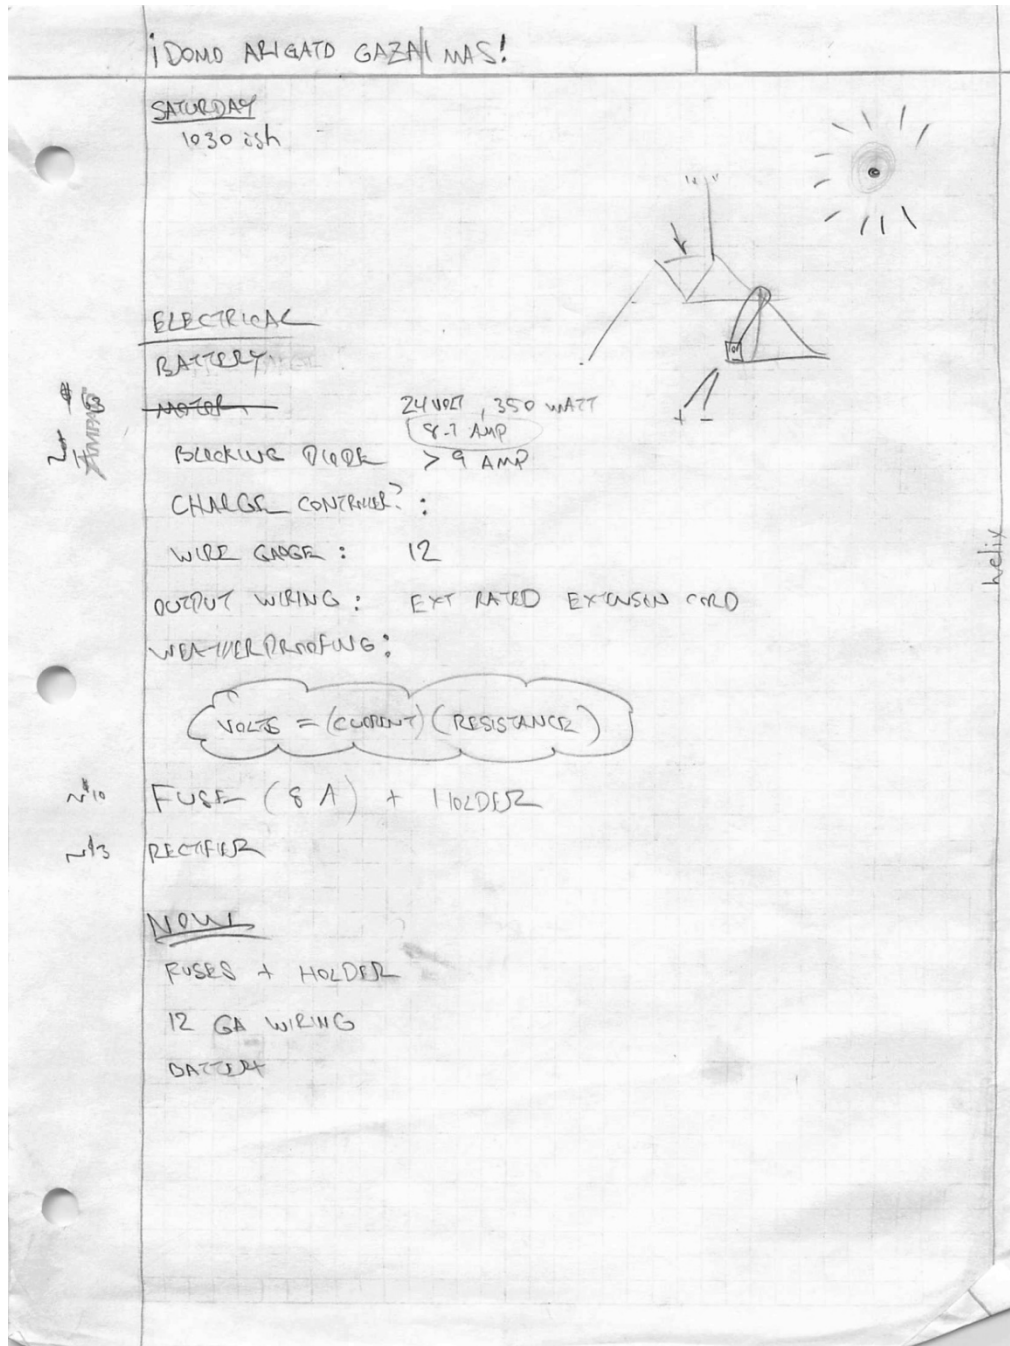 ¡DOMO ARIGATO GAZAI MAS!
SATURDAY
1030 ish
ELECTRICAL
BATTERY
MOTOR 24 VOLT, 350 WATT
8.7 AMP
BLOCKING DIODE > 9 AMP
CHARGE CONTROLLER? :
WIRE GAGE : 12
OUTPUT WIRING : EXT RATED EXTENSION CORD
WEATHERPROOFING :
VOLTS = (CURRENT) (RESISTANCE)
~$10 FUSE (8 A) + HOLDER
~$3 RECTIFIER
NOW
FUSES + HOLDER
12 GA WIRING
BATTERY
+ -
helix